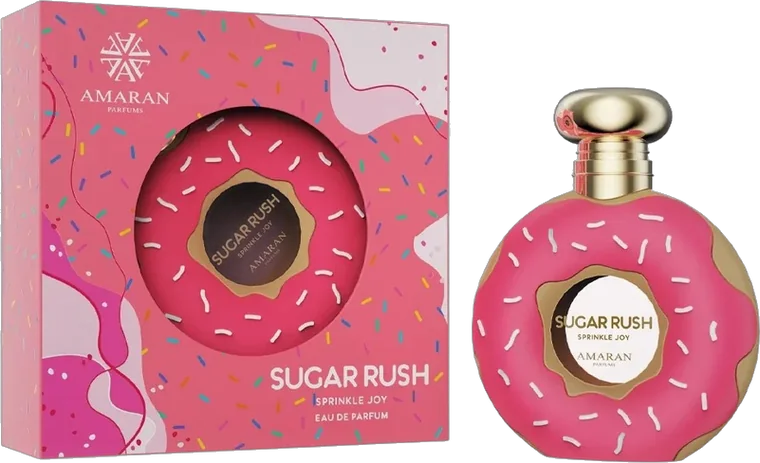 AMARAN
PARFUMS
SUGAR RUSH
SPRINKLE JOY
AMARAN
SUGAR RUSH
SPRINKLE JOY
EAU DE PARFUM
SUGAR RUSH
SPRINKLE JOY
AMARAN
PARFUMS